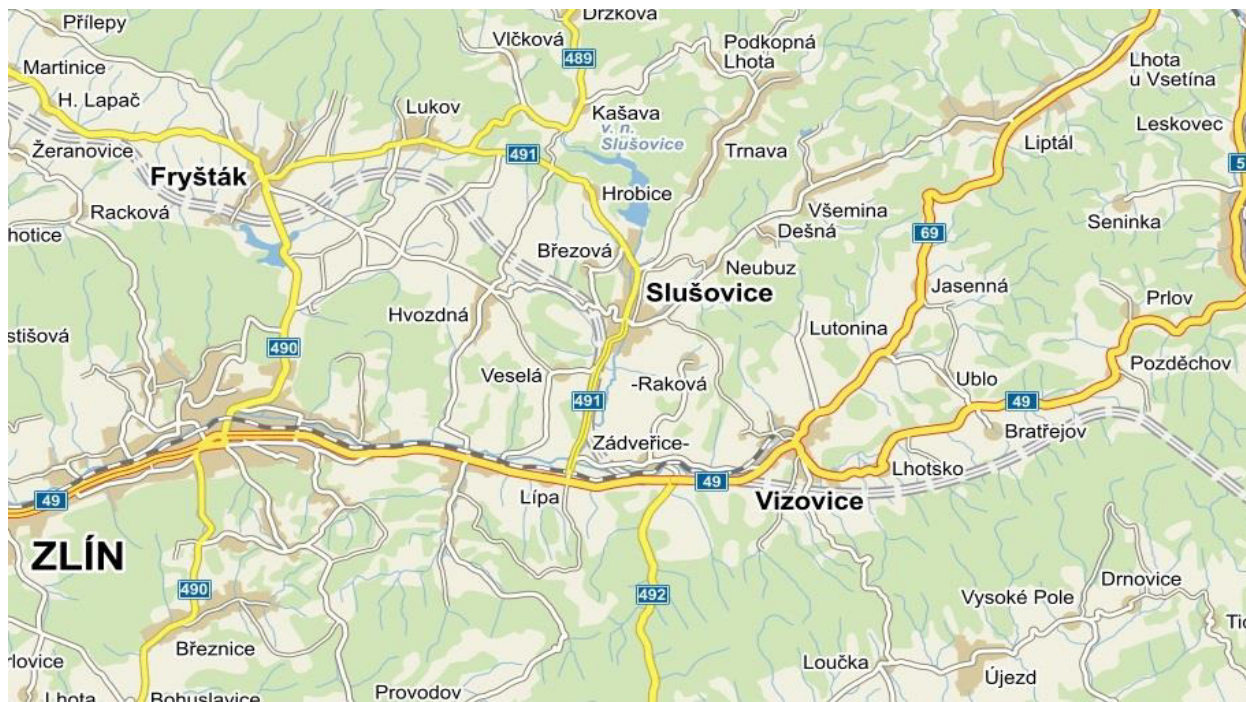 Přílepy
Držková
Vlčková
489
Podkopná
Lhota
Martinice
Lhota
u Vsetína
H. Lapač
Lukov
Kašava
v. n.
Slušovice
Leskovec
Žeranovice
491
Trnava
Liptál
5
Fryšták
Hrobice
Racková
Všemina
Seninka
hotice
Dešná
69
Březová
Neubuz
Slušovice
Jasenná
Prlov
Hvozdná
Lutonina
490
Veselá
-Raková
Ublo
Pozděchov
491
49
Zádveřice-
Bratřejov
Lhotsko
49
Lípa
49
Vizovice
ZLÍN
490
492
Drnovice
Vysoké Pole
Březnice
Loučka
Újezd
Provodov
Lhota
Bohuslavice